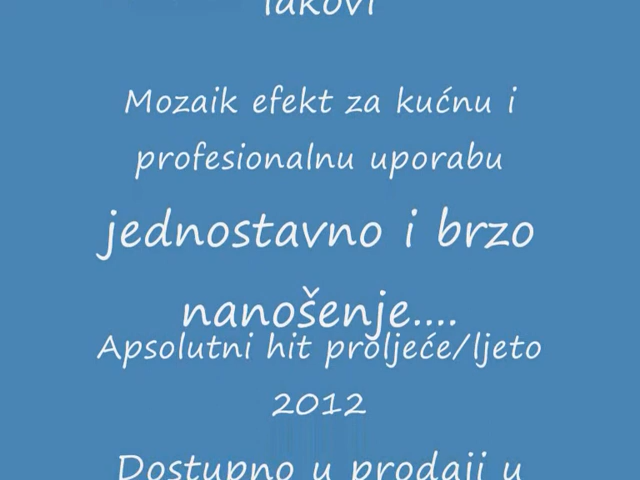 lakovi
Mozaik efekt za kućnu i
profesionalnu uporabu
jednostavno i brzo
nanošenje....
Apsolutni hit proljeće/ljeto
2012
Dostupno u prodaji u